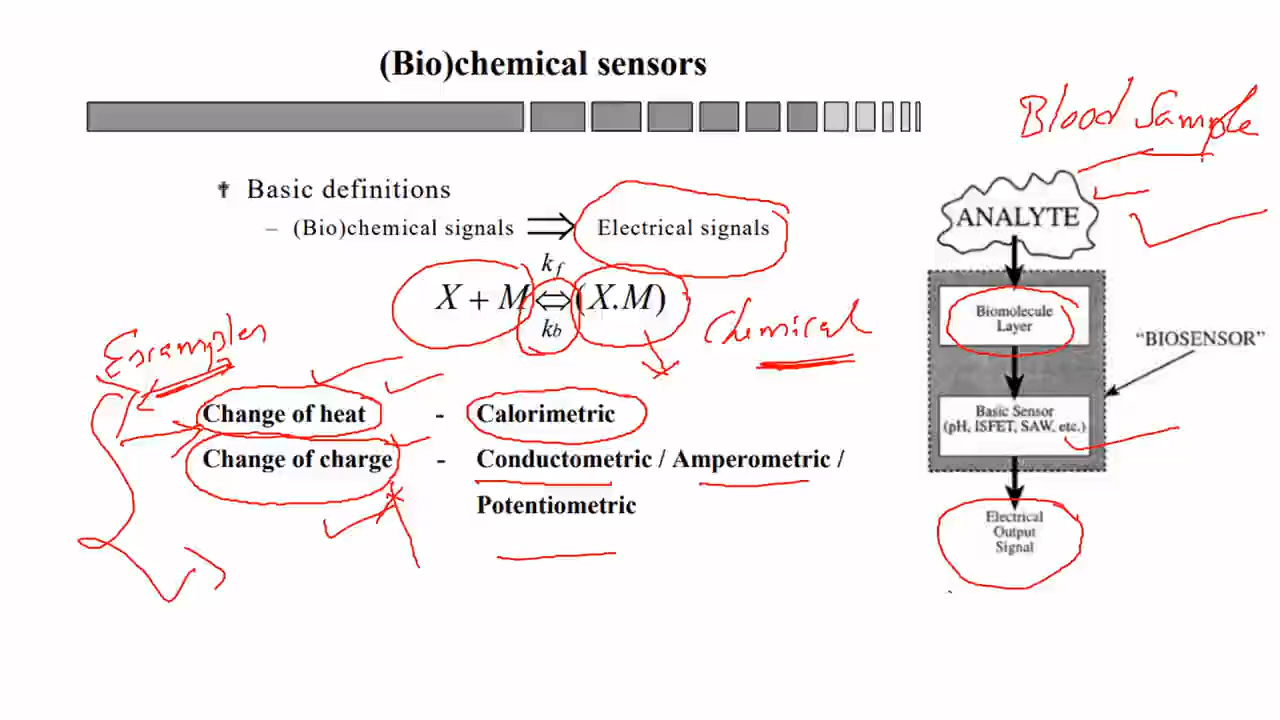 (Bio)chemical sensors
Blood Sample
✝ Basic definitions
– (Bio)chemical signals ⇒ Electrical signals
k_f
X + M ⇔ (X.M)
k_b
Chemical
Examples
Change of heat - Calorimetric
Change of charge - Conductometric / Amperometric /
Potentiometric
ANALYTE
Biomolecule
Layer
"BIOSENSOR"
Basic Sensor
(pH, ISFET, SAW, etc.)
Electrical
Output
Signal